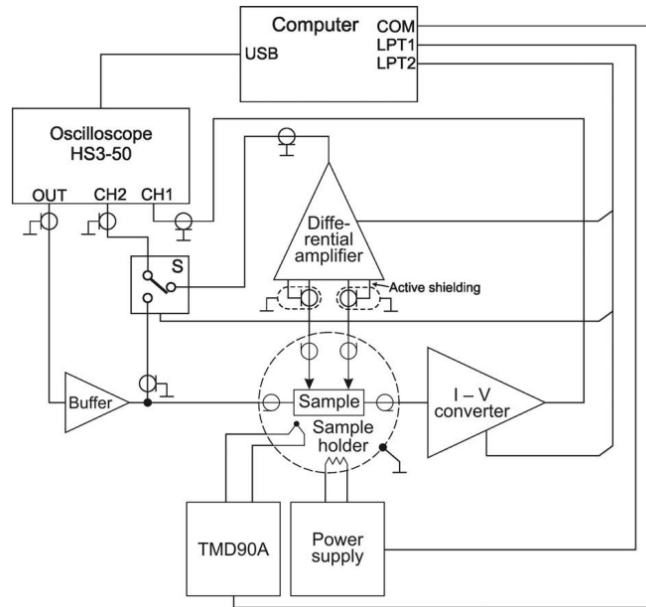 Computer
COM
LPT1
LPT2
USB
Oscilloscope
HS3-50
OUT
CH2
CH1
Diffe-
rential
amplifier
S
Active shielding
Buffer
Sample
Sample
holder
I – V
converter
TMD90A
Power
supply